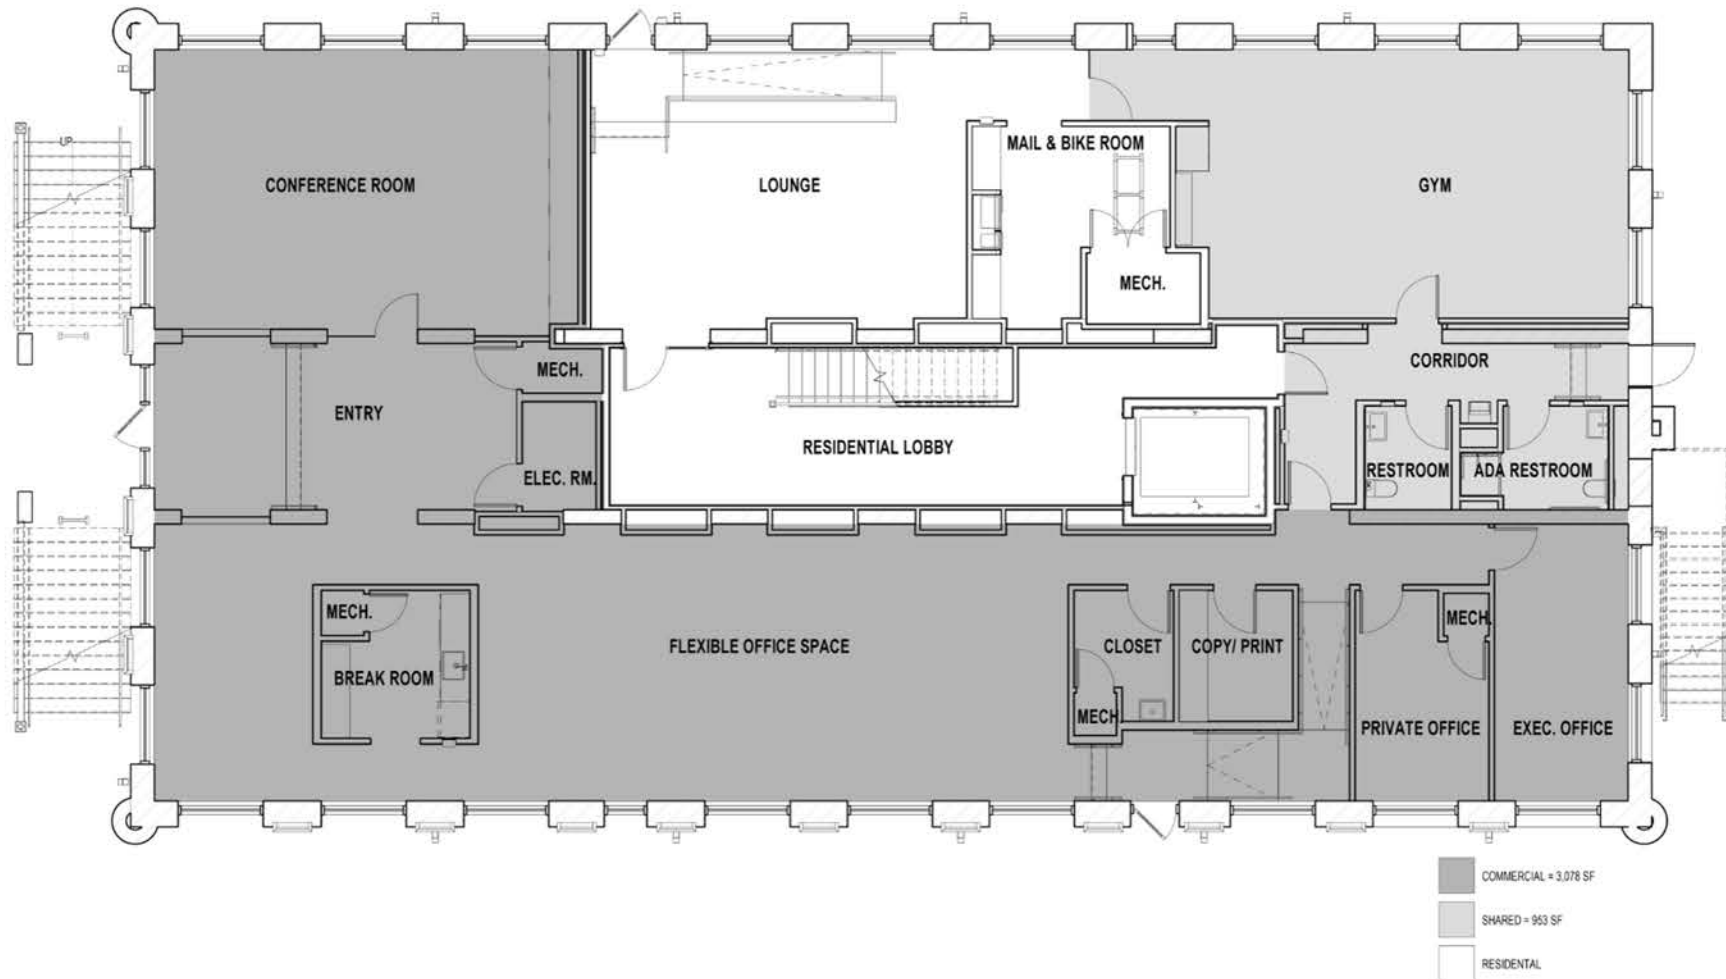 UP
CONFERENCE ROOM
LOUNGE
MAIL & BIKE ROOM
GYM
MECH.
MECH.
CORRIDOR
ENTRY
RESIDENTIAL LOBBY
ELEC. RM.
RESTROOM
ADA RESTROOM
MECH.
BREAK ROOM
FLEXIBLE OFFICE SPACE
CLOSET
COPY/ PRINT
MECH.
MECH
PRIVATE OFFICE
EXEC. OFFICE
COMMERCIAL = 3,078 SF
SHARED = 953 SF
RESIDENTAL